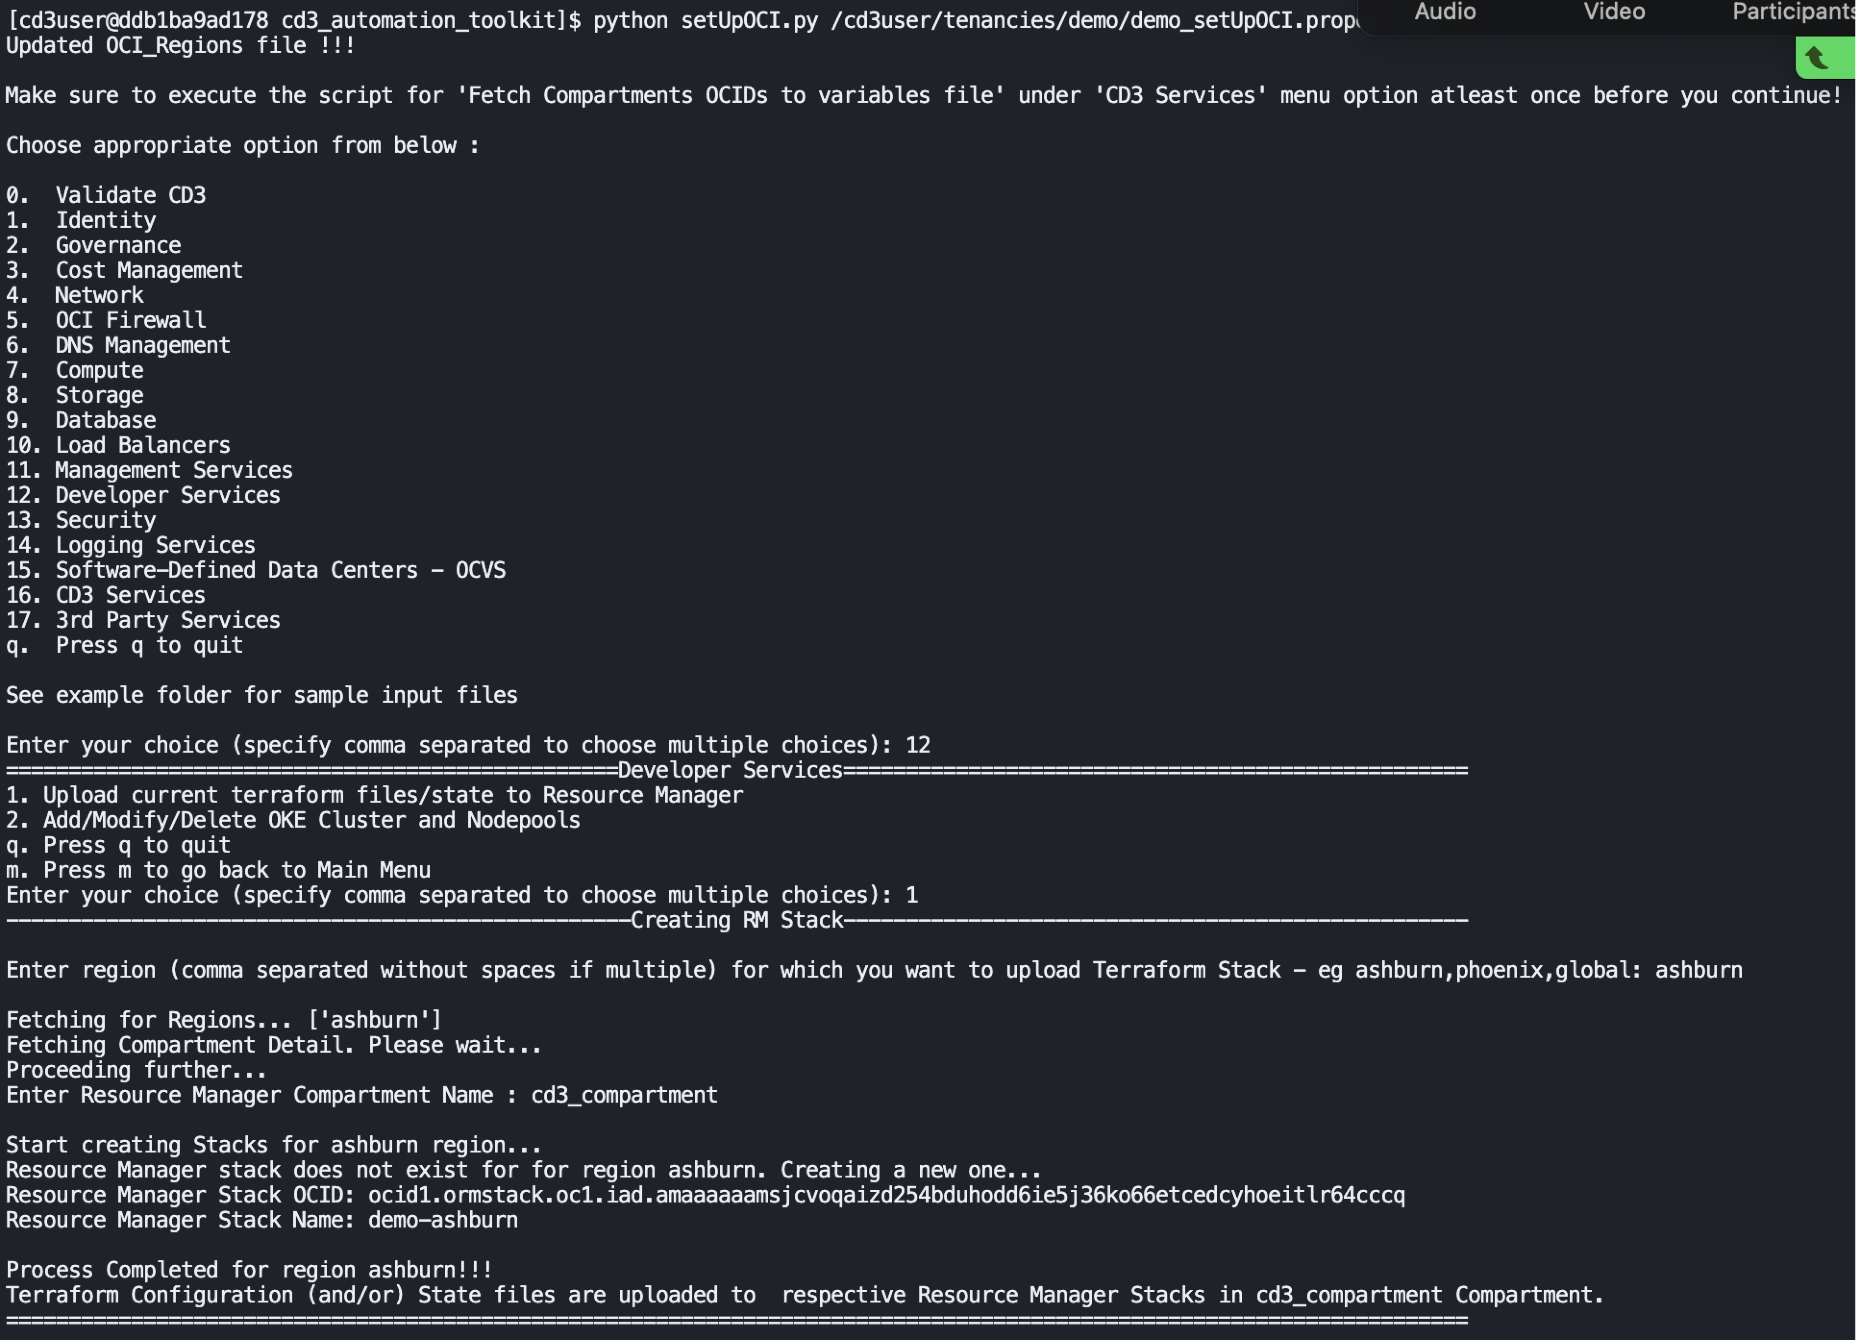 Audio Video Participants
[cd3user@ddb1ba9ad178 cd3_automation_toolkit]$ python setUpOCI.py /cd3user/tenancies/demo/demo_setUpOCI.prope
Updated OCI_Regions file !!!
Make sure to execute the script for 'Fetch Compartments OCIDs to variables file' under 'CD3 Services' menu option atleast once before you continue!
Choose appropriate option from below :
0.  Validate CD3
1.  Identity
2.  Governance
3.  Cost Management
4.  Network
5.  OCI Firewall
6.  DNS Management
7.  Compute
8.  Storage
9.  Database
10. Load Balancers
11. Management Services
12. Developer Services
13. Security
14. Logging Services
15. Software-Defined Data Centers - OCVS
16. CD3 Services
17. 3rd Party Services
q.  Press q to quit
See example folder for sample input files
Enter your choice (specify comma separated to choose multiple choices): 12
=================================================Developer Services==================================================
1. Upload current terraform files/state to Resource Manager
2. Add/Modify/Delete OKE Cluster and Nodepools
q. Press q to quit
m. Press m to go back to Main Menu
Enter your choice (specify comma separated to choose multiple choices): 1
--------------------------------------------------Creating RM Stack--------------------------------------------------
Enter region (comma separated without spaces if multiple) for which you want to upload Terraform Stack - eg ashburn,phoenix,global: ashburn
Fetching for Regions... ['ashburn']
Fetching Compartment Detail. Please wait...
Proceeding further...
Enter Resource Manager Compartment Name : cd3_compartment
Start creating Stacks for ashburn region...
Resource Manager stack does not exist for for region ashburn. Creating a new one...
Resource Manager Stack OCID: ocid1.ormstack.oc1.iad.amaaaaaamsjcvoqaizd254bduhodd6ie5j36ko66etcedcyhoeitlr64cccq
Resource Manager Stack Name: demo-ashburn
Process Completed for region ashburn!!!
Terraform Configuration (and/or) State files are uploaded to  respective Resource Manager Stacks in cd3_compartment Compartment.
=====================================================================================================================